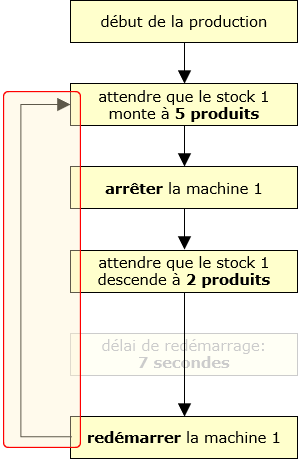 début de la production
attendre que le stock 1
monte à 5 produits
arrêter la machine 1
attendre que le stock 1
descende à 2 produits
délai de redémarrage:
7 secondes
redémarrer la machine 1